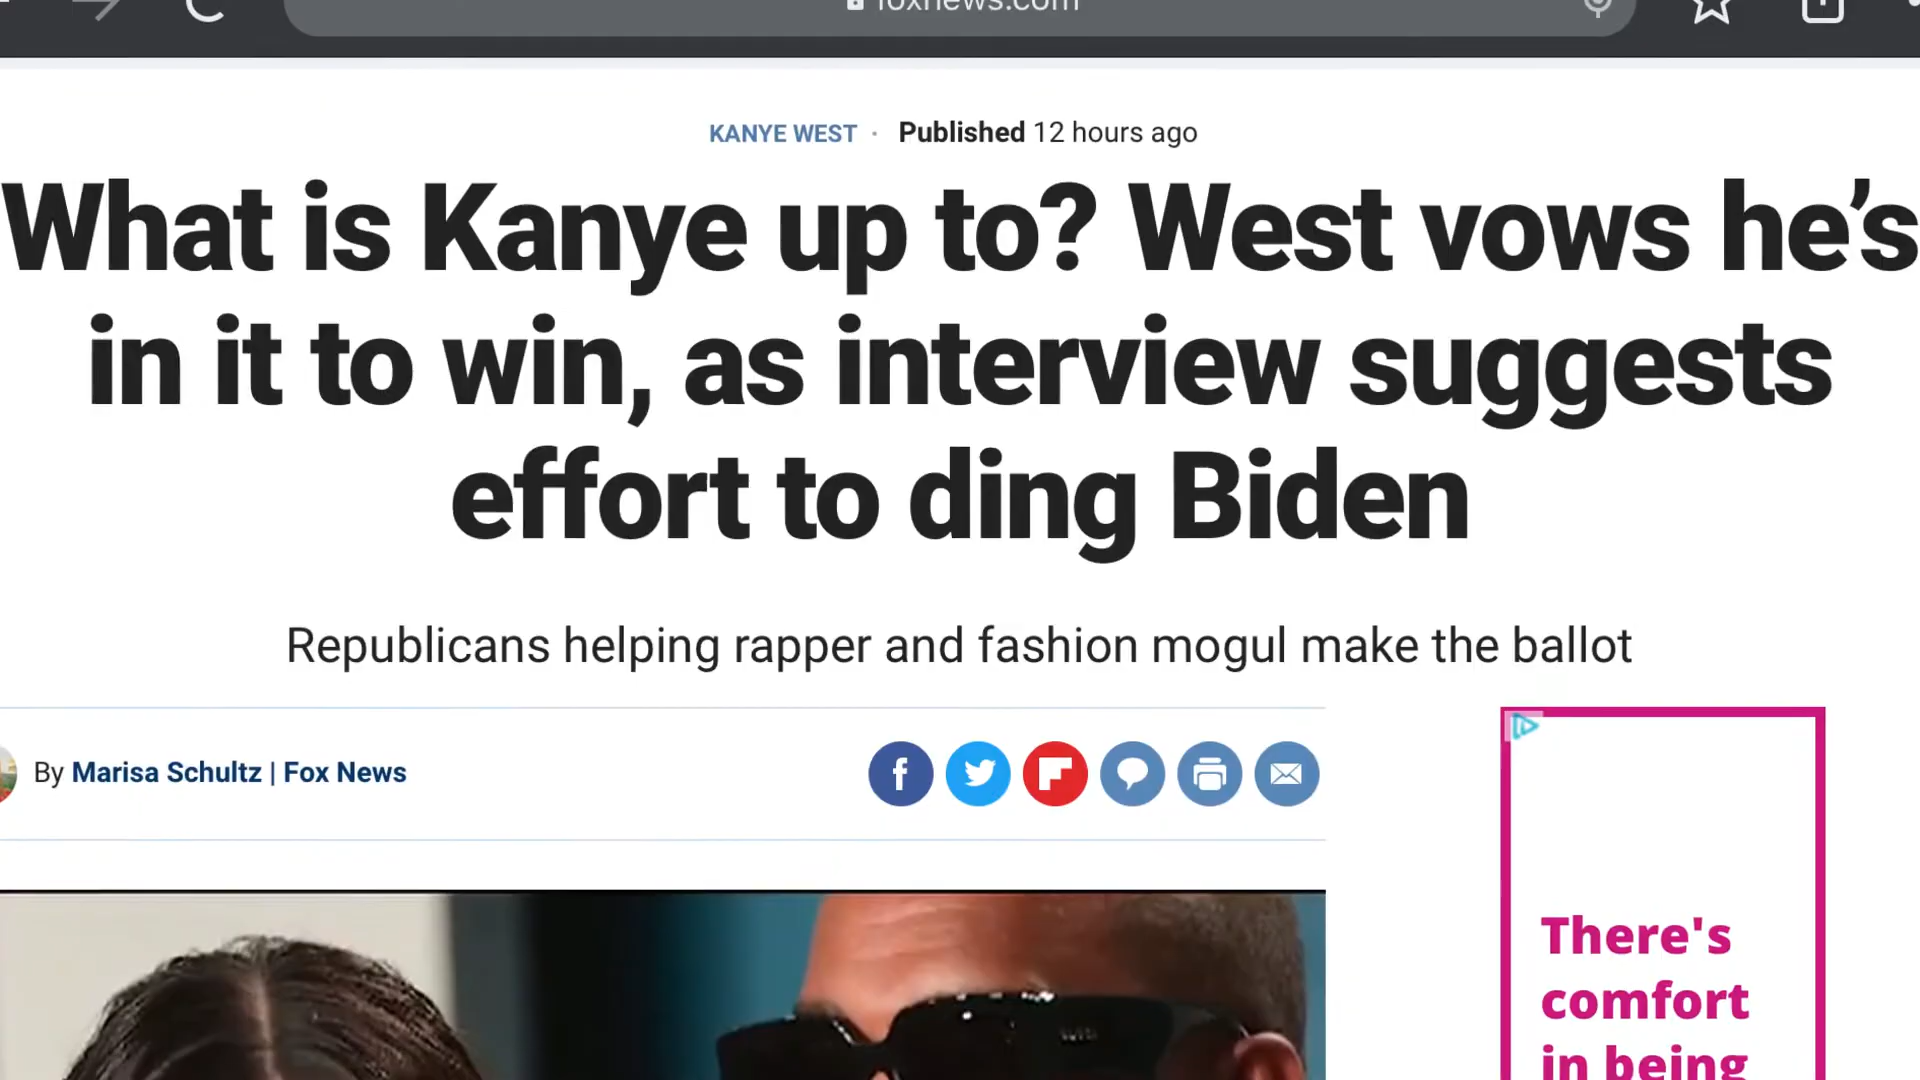 foxnews.com
KANYE WEST · Published 12 hours ago
What is Kanye up to? West vows he’s
in it to win, as interview suggests
effort to ding Biden
Republicans helping rapper and fashion mogul make the ballot
By Marisa Schultz | Fox News
There's
comfort
in being